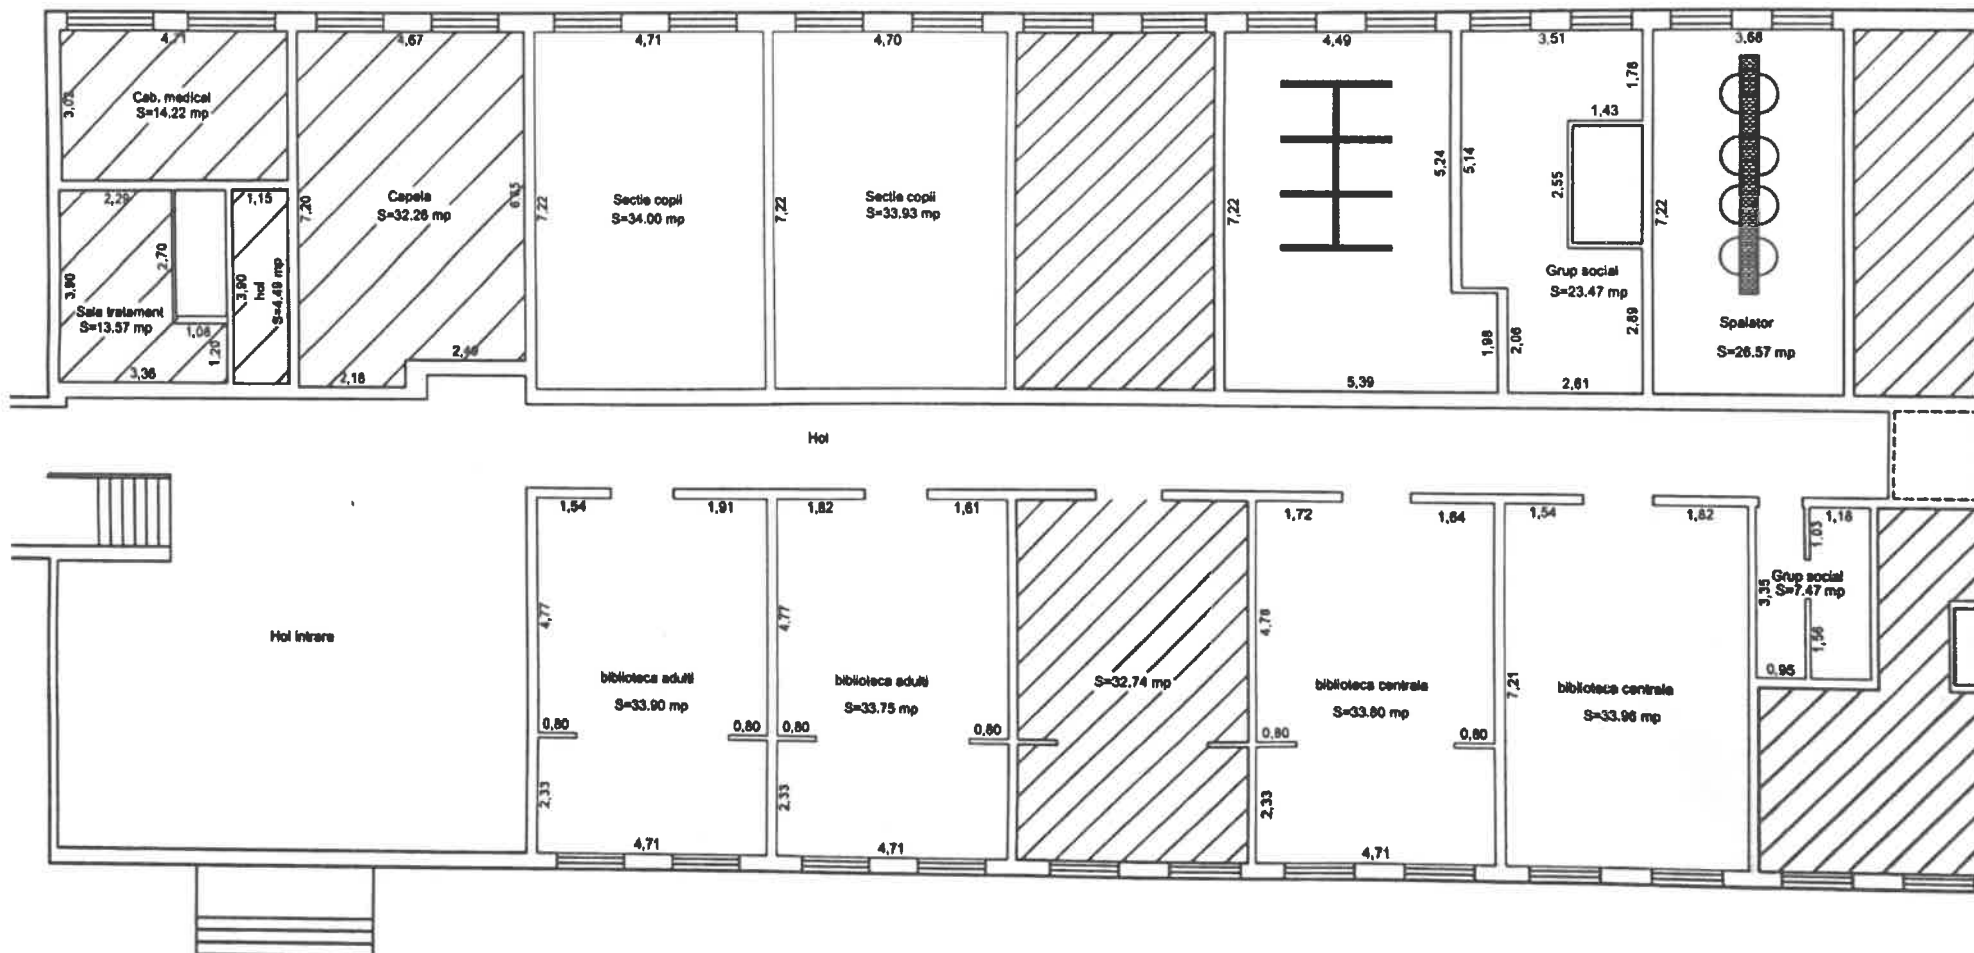 4,71
4,67
4,71
4,70
4,49
3,51
3,68
3,02
Cab. medical
S=14.22 mp
1,78
1,43
2,29
1,15
7,20
Capela
S=32.26 mp
6,65
7,22
Sectie copii
S=34.00 mp
7,22
Sectie copii
S=33.93 mp
7,22
5,24
5,14
2,55
7,22
2,70
3,90
Sala tratament
S=13.57 mp
1,08
1,20
3,36
3,90
hol
S=4.49 mp
2,49
2,18
Grup social
S=23.47 mp
2,89
1,98
2,06
5,39
2,61
Spalator
S=26.57 mp
Hol
1,54
1,91
1,82
1,61
1,72
1,64
1,54
1,82
1,18
1,03
Grup social
S=7.47 mp
3,35
1,56
0,95
Hol intrare
4,77
biblioteca adulti
S=33.90 mp
0,80
0,80
2,33
4,71
4,77
biblioteca adulti
S=33.75 mp
0,80
0,80
2,33
4,71
S=32.74 mp
4,78
biblioteca centrala
S=33.80 mp
0,80
0,80
2,33
4,71
7,21
biblioteca centrala
S=33.96 mp